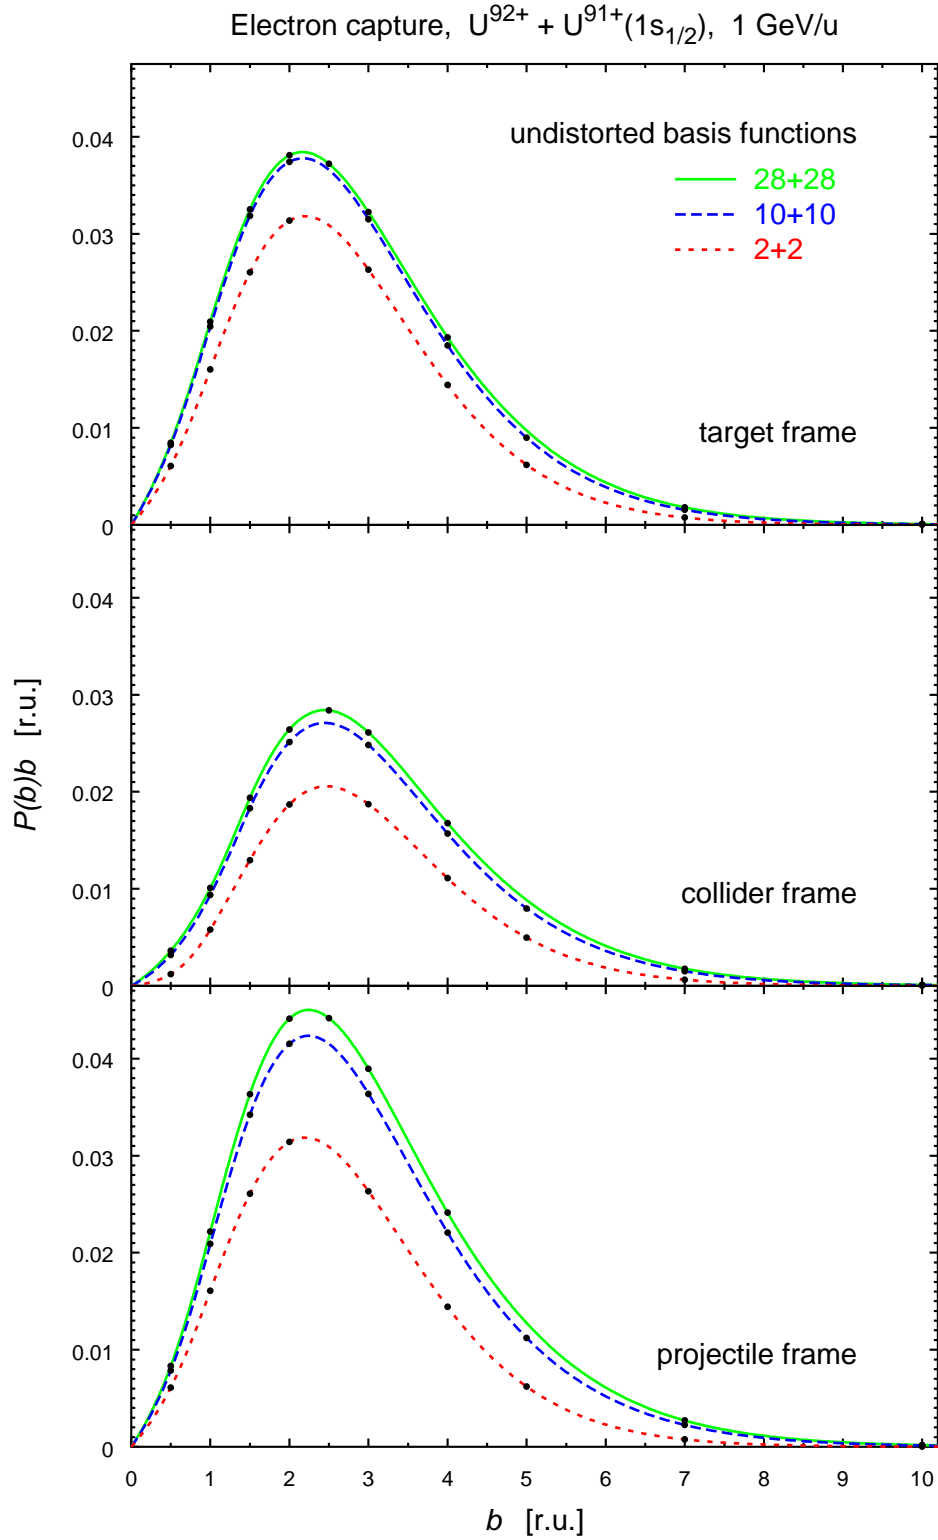 Electron capture, U^92+ + U^91+(1s_1/2), 1 GeV/u
undistorted basis functions
28+28
10+10
2+2
0.04
0.03
0.02
0.01
0
target frame
0.04
0.03
0.02
0.01
0
collider frame
P(b)b [r.u.]
0.04
0.03
0.02
0.01
0
projectile frame
0 1 2 3 4 5 6 7 8 9 10
b [r.u.]